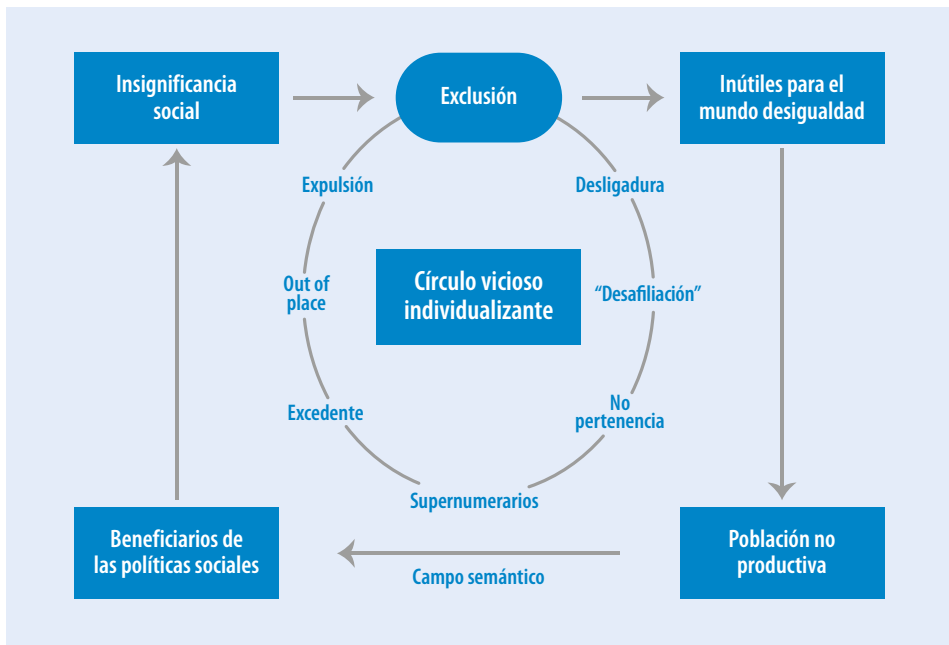 Insignificancia
social
Exclusión
Inútiles para el
mundo desigualdad
Expulsión
Desligadura
Out of
place
Círculo vicioso
individualizante
“Desafiliación”
Excedente
No
pertenencia
Supernumerarios
Beneficiarios de
las políticas sociales
Campo semántico
Población no
productiva